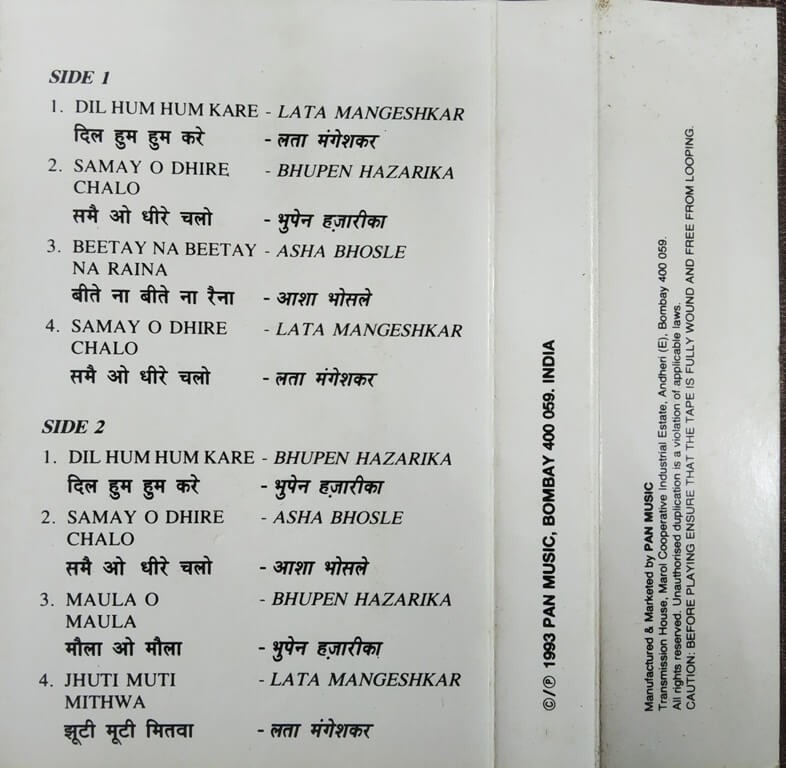 SIDE 1
1. DIL HUM HUM KARE - LATA MANGESHKAR
दिल हुम हुम करे - लता मंगेशकर
2. SAMAY O DHIRE - BHUPEN HAZARIKA
CHALO
समै ओ धीरे चलो - भुपेन हज़ारीका
3. BEETAY NA BEETAY - ASHA BHOSLE
NA RAINA
बीते ना बीते ना रैना - आशा भोसले
4. SAMAY O DHIRE - LATA MANGESHKAR
CHALO
समै ओ धीरे चलो - लता मंगेशकर
SIDE 2
1. DIL HUM HUM KARE - BHUPEN HAZARIKA
दिल हुम हुम करे - भुपेन हज़ारीका
2. SAMAY O DHIRE - ASHA BHOSLE
CHALO
समै ओ धीरे चलो - आशा भोसले
3. MAULA O - BHUPEN HAZARIKA
MAULA
मौला ओ मौला - भुपेन हज़ारीका
4. JHUTI MUTI - LATA MANGESHKAR
MITHWA
झूटी मूटी मितवा - लता मंगेशकर
©/℗ 1993 PAN MUSIC, BOMBAY 400 059. INDIA
Manufactured & Marketed by PAN MUSIC
Transmission House, Marol Cooperative Industrial Estate, Andheri (E), Bombay 400 059.
All rights reserved. Unauthorised duplication is a violation of applicable laws.
CAUTION: BEFORE PLAYING ENSURE THAT THE TAPE IS FULLY WOUND AND FREE FROM LOOPING.